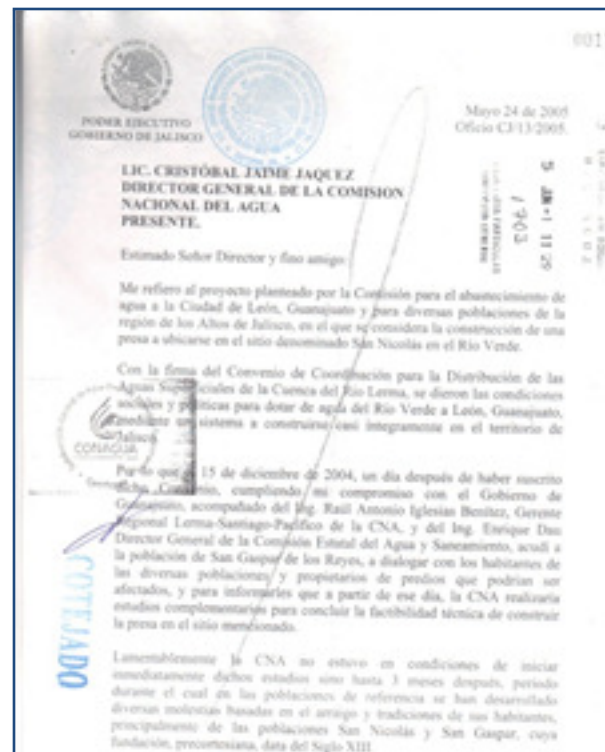 001
PODER EJECUTIVO
GOBIERNO DE JALISCO
Mayo 24 de 2005
Oficio CJ/13/2005.
LIC. CRISTÓBAL JAIME JAQUEZ
DIRECTOR GENERAL DE LA COMISION
NACIONAL DEL AGUA
PRESENTE.
Estimado Señor Director y fino amigo:
Me refiero al proyecto planteado por la Comisión para el abastecimiento de
agua a la Ciudad de León, Guanajuato y para diversas poblaciones de la
región de los Altos de Jalisco, en el que se considera la construcción de una
presa a ubicarse en el sitio denominado San Nicolás en el Río Verde.
Con la firma del Convenio de Coordinación para la Distribución de las
Aguas Superficiales de la Cuenca del Río Lerma, se dieron las condiciones
sociales y políticas para dotar de agua del Río Verde a León, Guanajuato,
mediante un sistema a construirse casi íntegramente en el territorio de
Jalisco.
Por lo que 15 de diciembre de 2004, un día después de haber suscrito
dicho Convenio, cumpliendo mi compromiso con el Gobierno de
Guanajuato, acompañado del Ing. Raúl Antonio Iglesias Benítez, Gerente
Regional Lerma-Santiago-Pacífico de la CNA, y del Ing. Enrique Dau
Director General de la Comisión Estatal del Agua y Saneamiento, acudí a
la población de San Gaspar de los Reyes, a dialogar con los habitantes de
las diversas poblaciones y propietarios de predios que podrían ser
afectados, y para informarles que a partir de ese día, la CNA realizaría
estudios complementarios para concluir la factibilidad técnica de construir
la presa en el sitio mencionado.
Lamentablemente la CNA no estuvo en condiciones de iniciar
inmediatamente dichos estudios sino hasta 3 meses después, periodo
durante el cual en las poblaciones de referencia se han desarrollado
diversas molestias basadas en el arraigo y tradiciones de sus habitantes,
principalmente de las poblaciones San Nicolás y San Gaspar, cuya
fundación, precortesiana, data del Siglo XIII
CONAGUA
COTEJADO
1903
11 29